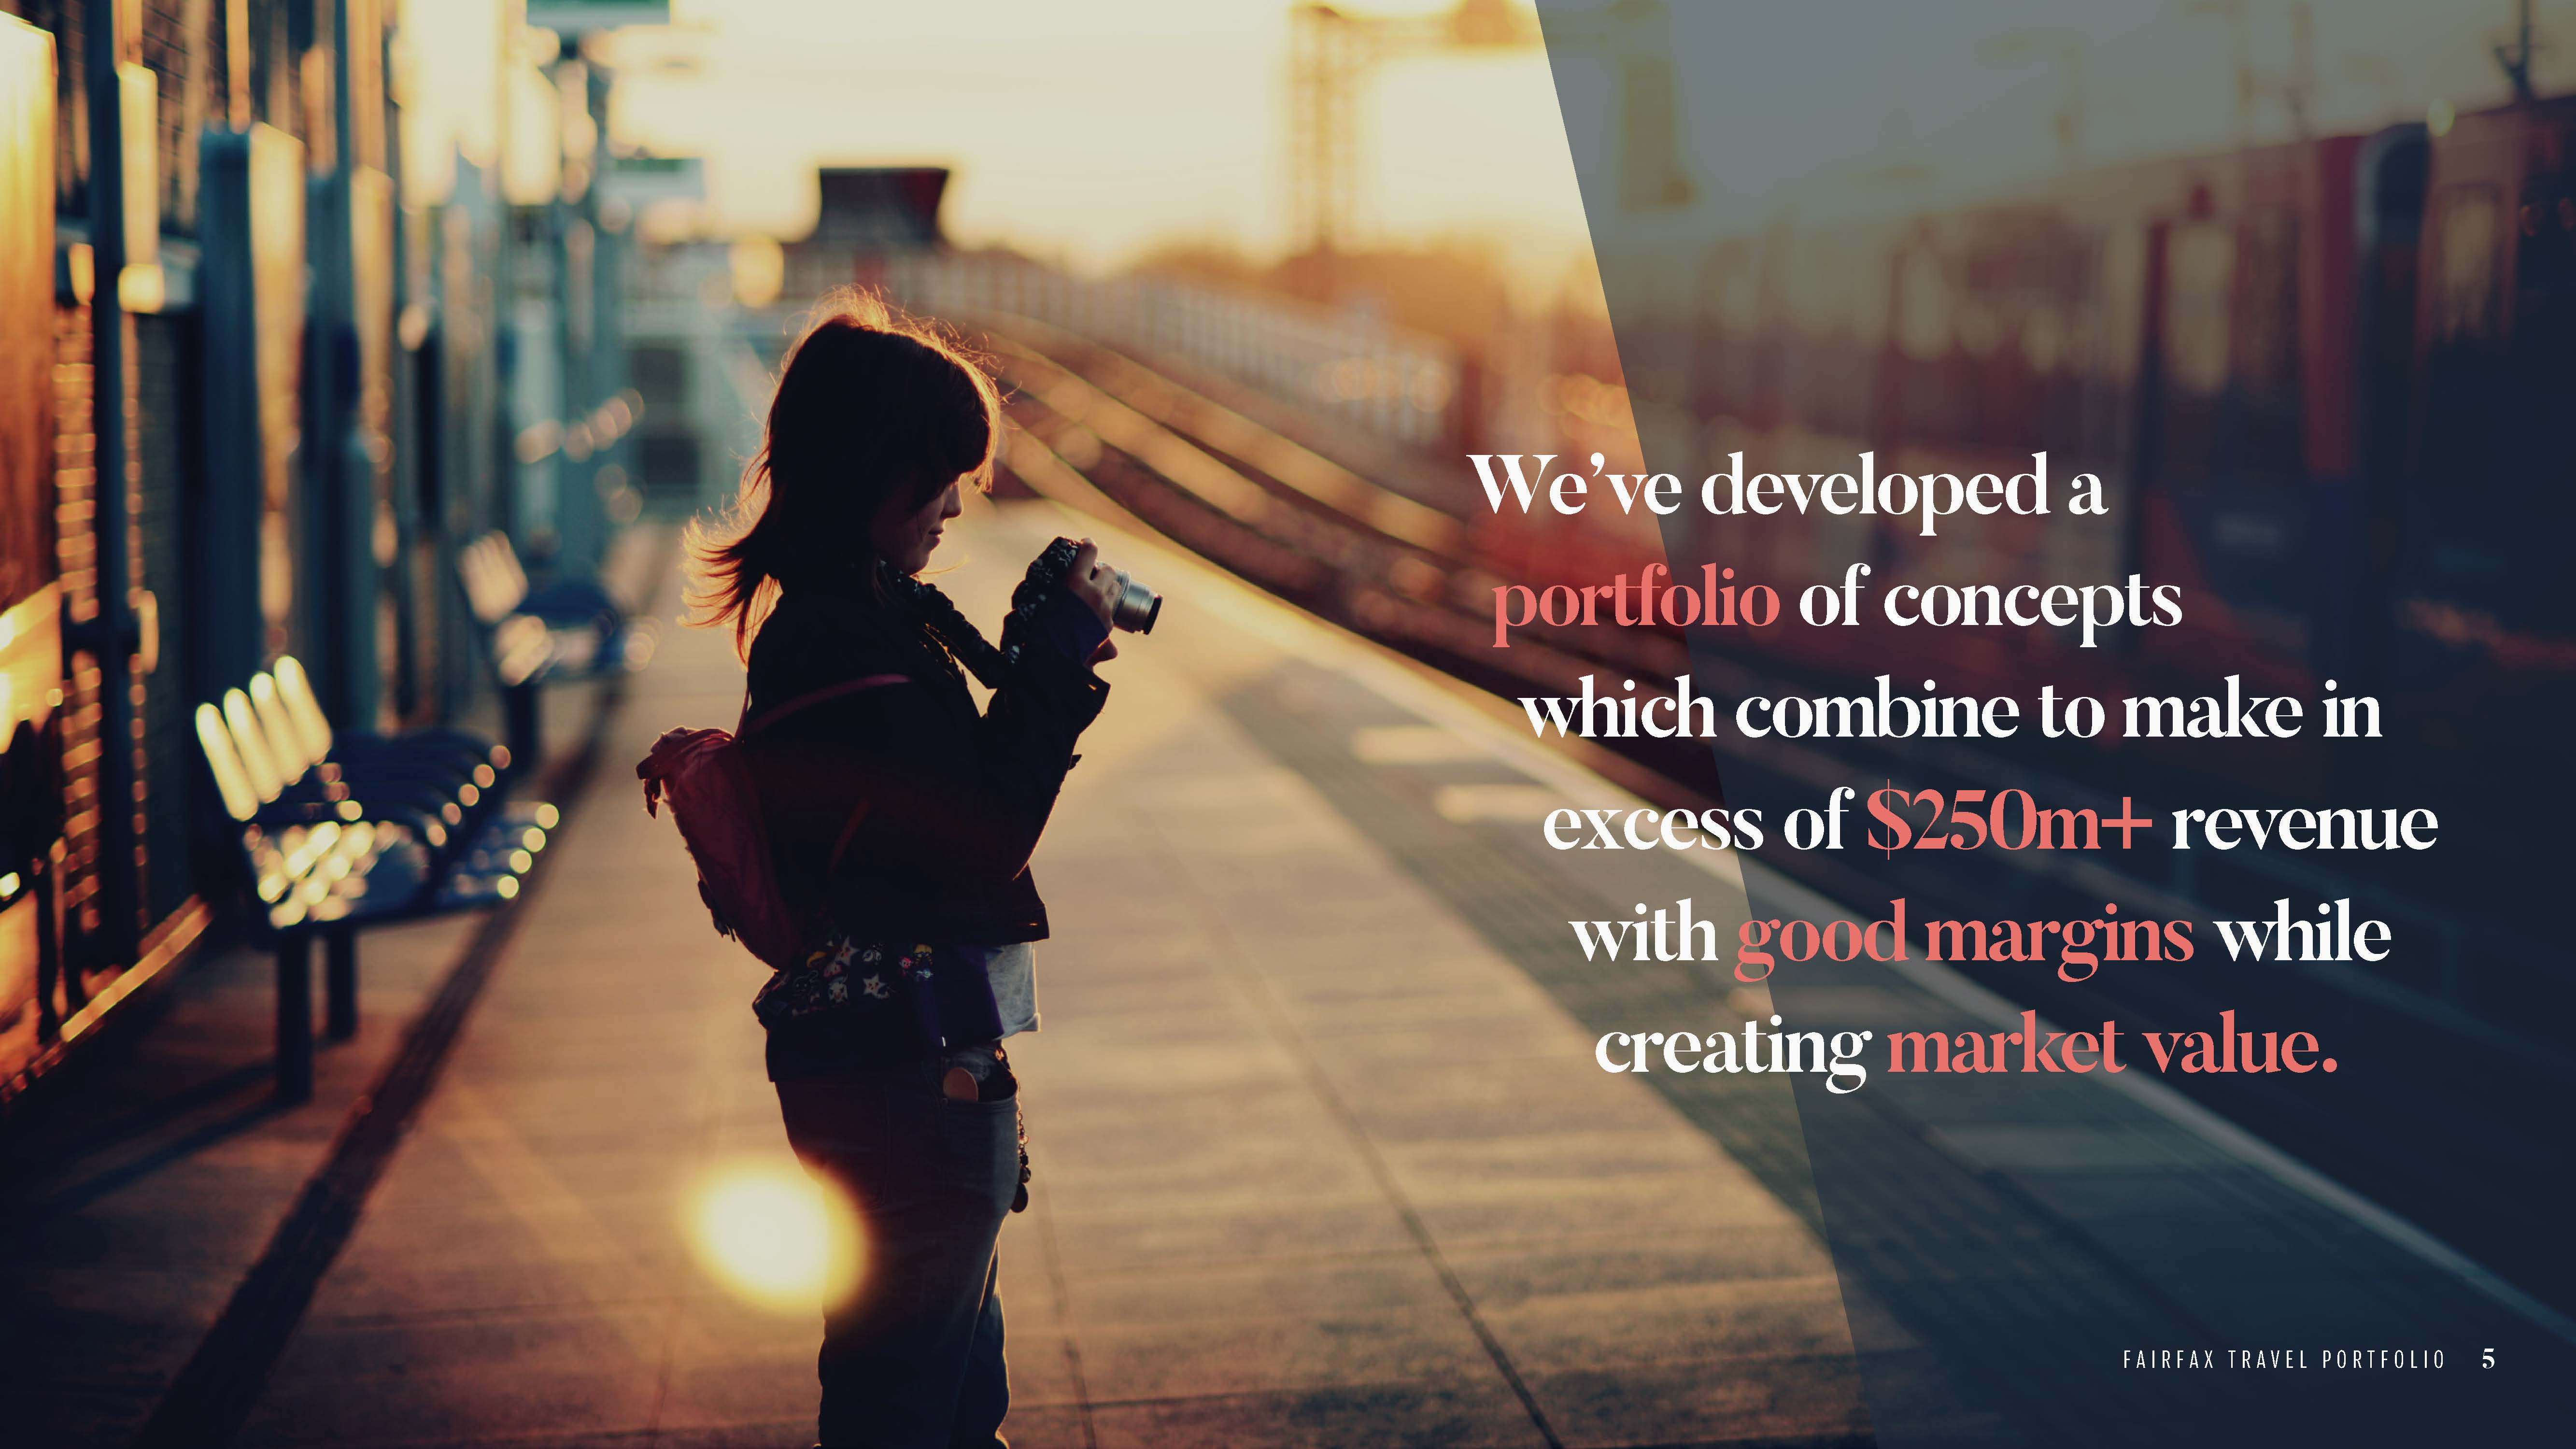 We've developed a
portfolio of concepts
which combine to make in
excess of $250m+ revenue
with good margins while
creating market value.
FAIRFAX TRAVEL PORTFOLIO 5